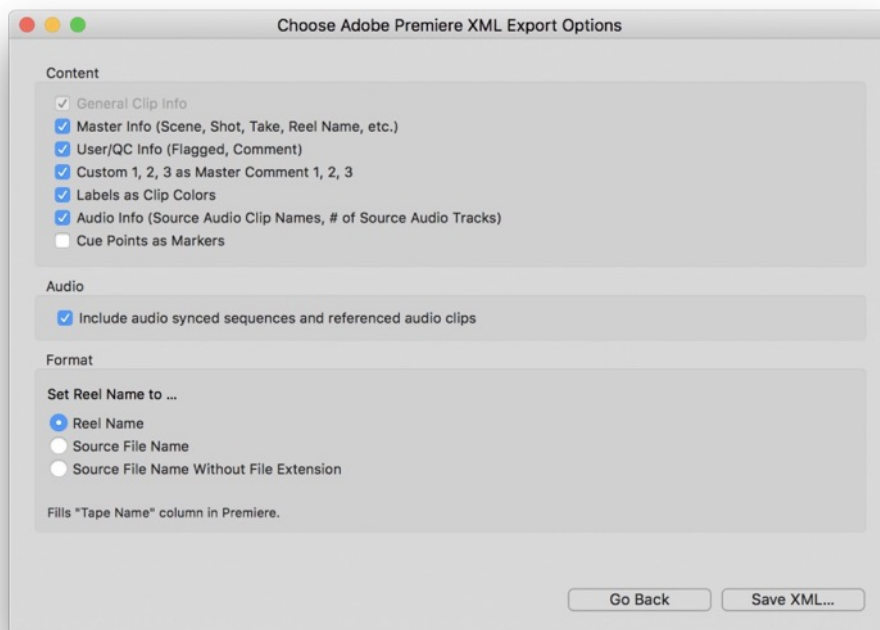 Choose Adobe Premiere XML Export Options
Content
General Clip Info
Master Info (Scene, Shot, Take, Reel Name, etc.)
User/QC Info (Flagged, Comment)
Custom 1, 2, 3 as Master Comment 1, 2, 3
Labels as Clip Colors
Audio Info (Source Audio Clip Names, # of Source Audio Tracks)
Cue Points as Markers
Audio
Include audio synced sequences and referenced audio clips
Format
Set Reel Name to ...
Reel Name
Source File Name
Source File Name Without File Extension
Fills "Tape Name" column in Premiere.
Go Back
Save XML...